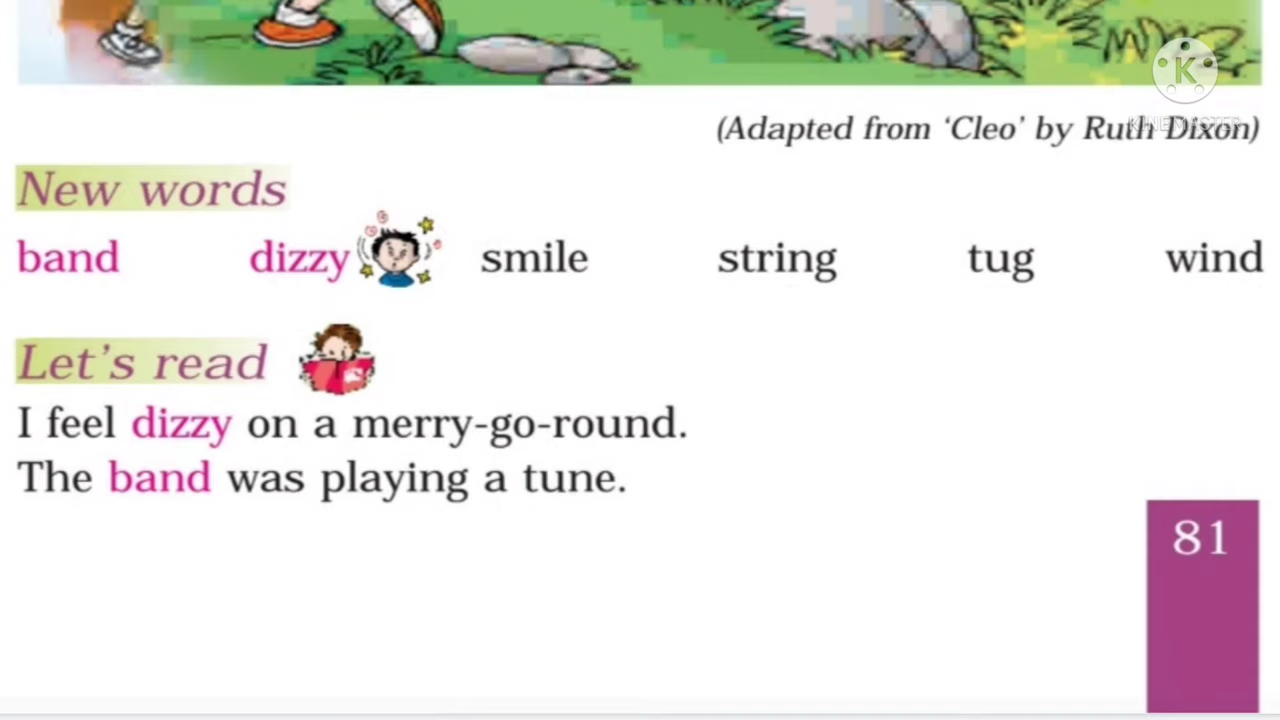 K
KINEMASTER
(Adapted from ‘Cleo’ by Ruth Dixon)
New words
band dizzy smile string tug wind
Let’s read
I feel dizzy on a merry-go-round.
The band was playing a tune.
81